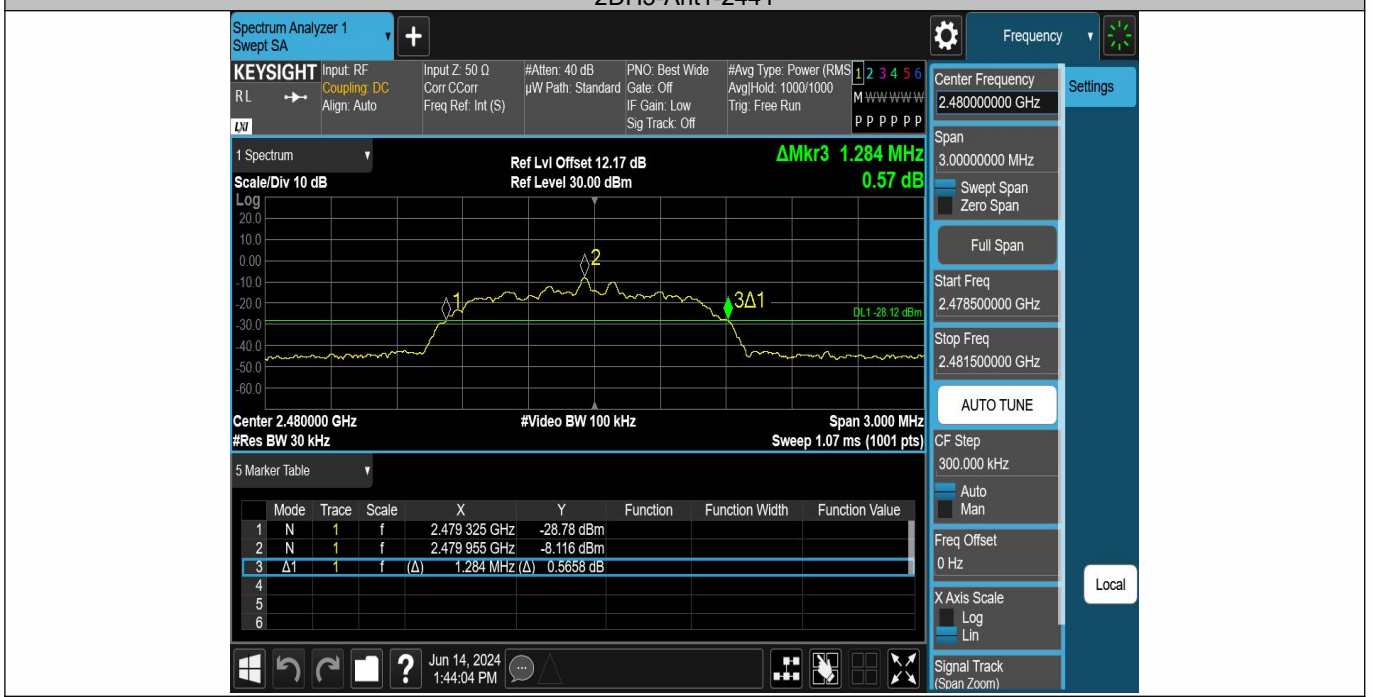 2DH5-Ant1-2441
Spectrum Analyzer 1
Swept SA
Frequency
KEYSIGHT
RL
LXI
Input: RF
Coupling: DC
Align: Auto
Input Z: 50 Ω
Corr CCorr
Freq Ref: Int (S)
#Atten: 40 dB
µW Path: Standard
PNO: Best Wide
Gate: Off
IF Gain: Low
Sig Track: Off
#Avg Type: Power (RMS
Avg|Hold: 1000/1000
Trig: Free Run
1 2 3 4 5 6
M W W W W W
P P P P P P
1 Spectrum
Scale/Div 10 dB
Ref Lvl Offset 12.17 dB
Ref Level 30.00 dBm
ΔMkr3 1.284 MHz
0.57 dB
Log
20.0
10.0
0.00
-10.0
-20.0
-30.0
-40.0
-50.0
-60.0
1
2
3Δ1
DL1 -28.12 dBm
Center 2.480000 GHz
#Video BW 100 kHz
Span 3.000 MHz
#Res BW 30 kHz
Sweep 1.07 ms (1001 pts)
5 Marker Table
Mode Trace Scale X Y Function Function Width Function Value
1 N 1 f 2.479 325 GHz -28.78 dBm
2 N 1 f 2.479 955 GHz -8.116 dBm
3 Δ1 1 f (Δ) 1.284 MHz (Δ) 0.5658 dB
4
5
6
Jun 14, 2024
1:44:04 PM
Center Frequency
2.480000000 GHz
Settings
Span
3.00000000 MHz
Swept Span
Zero Span
Full Span
Start Freq
2.478500000 GHz
Stop Freq
2.481500000 GHz
AUTO TUNE
CF Step
300.000 kHz
Auto
Man
Freq Offset
0 Hz
X Axis Scale
Log
Lin
Signal Track
(Span Zoom)
Local